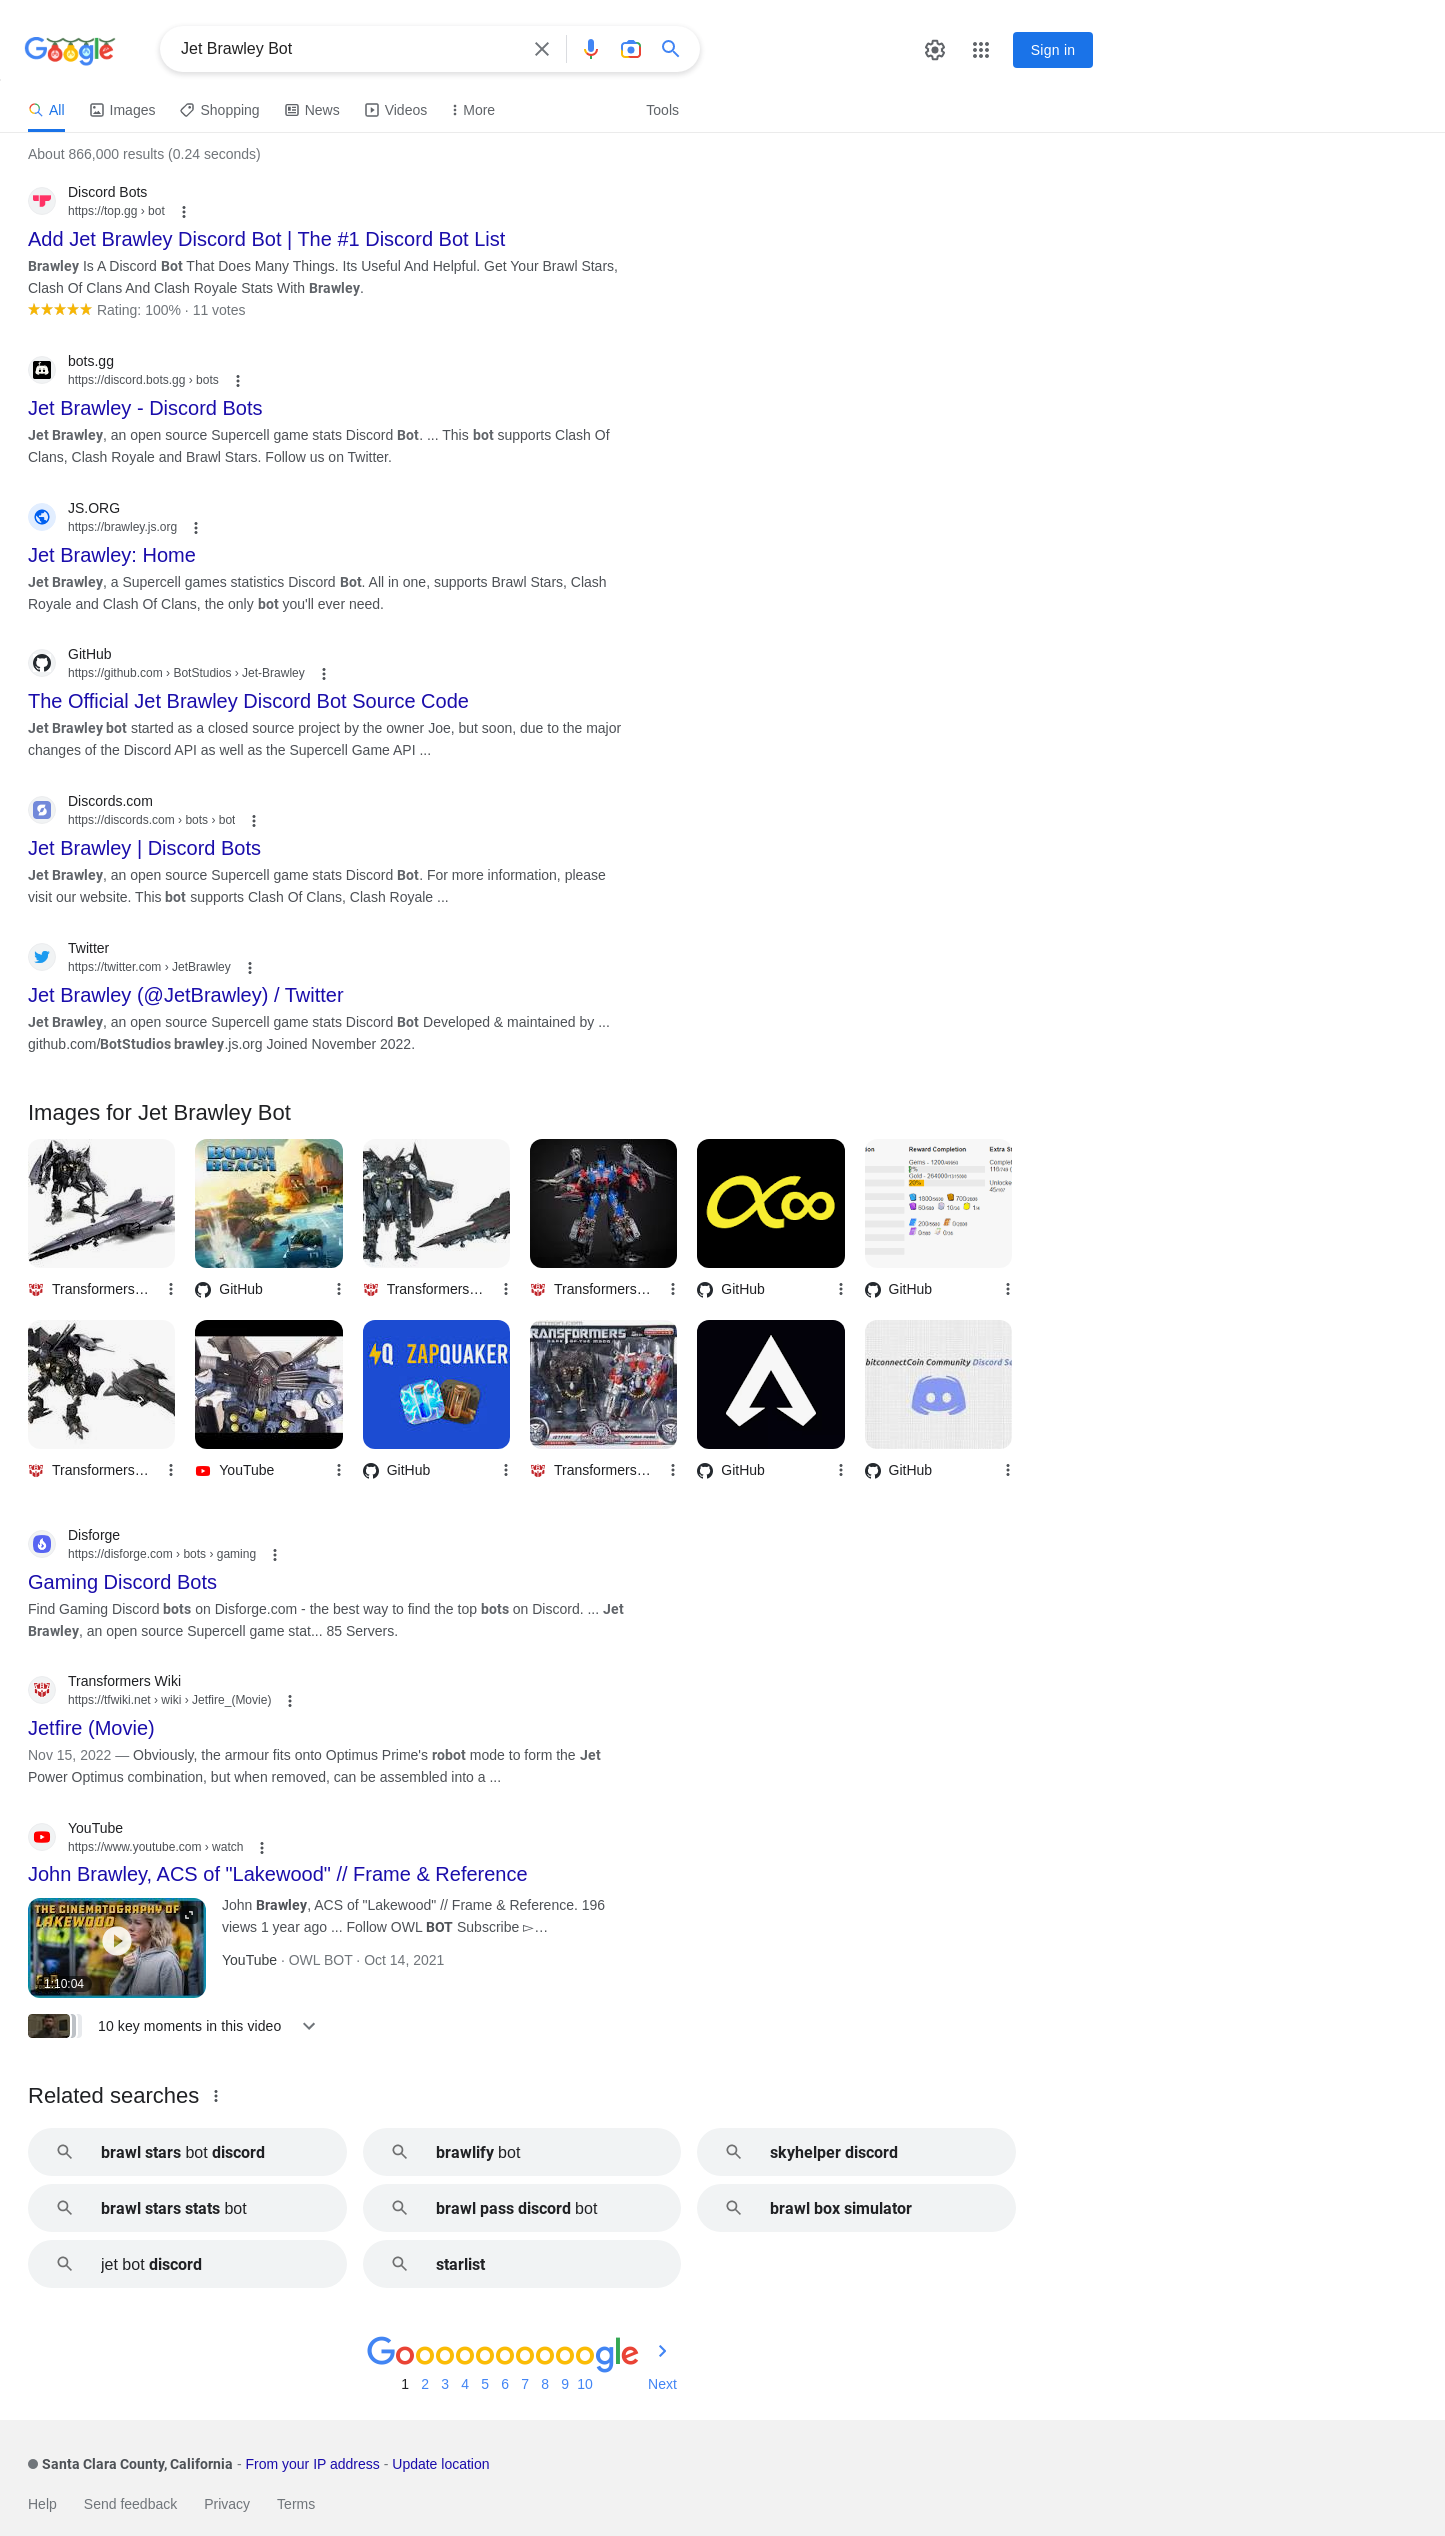 Google
Jet Brawley Bot
Sign in
All
Images
Shopping
News
Videos
More
Tools
About 866,000 results (0.24 seconds)
Discord Bots
https://top.gg › bot
Add Jet Brawley Discord Bot | The #1 Discord Bot List
Brawley Is A Discord Bot That Does Many Things. Its Useful And Helpful. Get Your Brawl Stars,
Clash Of Clans And Clash Royale Stats With Brawley.
Rating: 100% · 11 votes
bots.gg
https://discord.bots.gg › bots
Jet Brawley - Discord Bots
Jet Brawley, an open source Supercell game stats Discord Bot. ... This bot supports Clash Of
Clans, Clash Royale and Brawl Stars. Follow us on Twitter.
JS.ORG
https://brawley.js.org
Jet Brawley: Home
Jet Brawley, a Supercell games statistics Discord Bot. All in one, supports Brawl Stars, Clash
Royale and Clash Of Clans, the only bot you'll ever need.
GitHub
https://github.com › BotStudios › Jet-Brawley
The Official Jet Brawley Discord Bot Source Code
Jet Brawley bot started as a closed source project by the owner Joe, but soon, due to the major
changes of the Discord API as well as the Supercell Game API ...
Discords.com
https://discords.com › bots › bot
Jet Brawley | Discord Bots
Jet Brawley, an open source Supercell game stats Discord Bot. For more information, please
visit our website. This bot supports Clash Of Clans, Clash Royale ...
Twitter
https://twitter.com › JetBrawley
Jet Brawley (@JetBrawley) / Twitter
Jet Brawley, an open source Supercell game stats Discord Bot Developed & maintained by ...
github.com/BotStudios brawley.js.org Joined November 2022.
Images for Jet Brawley Bot
BOOM BEACH
Reward Completion
Transformers…
GitHub
Transformers…
Transformers…
GitHub
GitHub
Q ZAPQUAKER
TRANSFORMERS
bitconnectCoin Community Discord Se
Transformers…
YouTube
GitHub
Transformers…
GitHub
GitHub
Disforge
https://disforge.com › bots › gaming
Gaming Discord Bots
Find Gaming Discord bots on Disforge.com - the best way to find the top bots on Discord. ... Jet
Brawley, an open source Supercell game stat... 85 Servers.
Transformers Wiki
https://tfwiki.net › wiki › Jetfire_(Movie)
Jetfire (Movie)
Nov 15, 2022 — Obviously, the armour fits onto Optimus Prime's robot mode to form the Jet
Power Optimus combination, but when removed, can be assembled into a ...
YouTube
https://www.youtube.com › watch
John Brawley, ACS of "Lakewood" // Frame & Reference
THE CINEMATOGRAPHY OF
LAKEWOOD
1:10:04
John Brawley, ACS of "Lakewood" // Frame & Reference. 196
views 1 year ago ... Follow OWL BOT Subscribe ▻…
YouTube · OWL BOT · Oct 14, 2021
10 key moments in this video
Related searches
brawl stars bot discord
brawlify bot
skyhelper discord
brawl stars stats bot
brawl pass discord bot
brawl box simulator
jet bot discord
starlist
Goooooooooogle
1 2 3 4 5 6 7 8 9 10 Next
Santa Clara County, California - From your IP address - Update location
Help Send feedback Privacy Terms